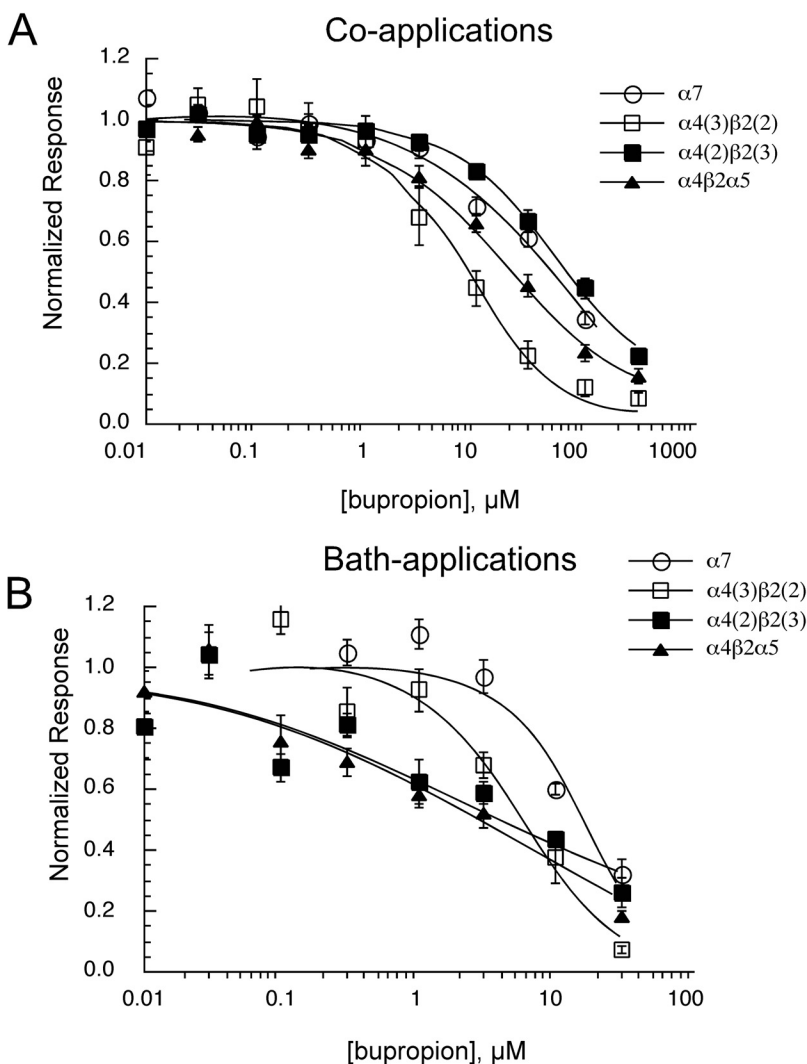 A
Co-applications
1.2
1.0
0.8
0.6
0.4
0.2
0.0
Normalized Response
α7
α4(3)β2(2)
α4(2)β2(3)
α4β2α5
0.01 0.1 1 10 100 1000
[bupropion], μM
B
Bath-applications
1.2
1.0
0.8
0.6
0.4
0.2
0.0
Normalized Response
α7
α4(3)β2(2)
α4(2)β2(3)
α4β2α5
0.01 0.1 1 10 100
[bupropion], μM